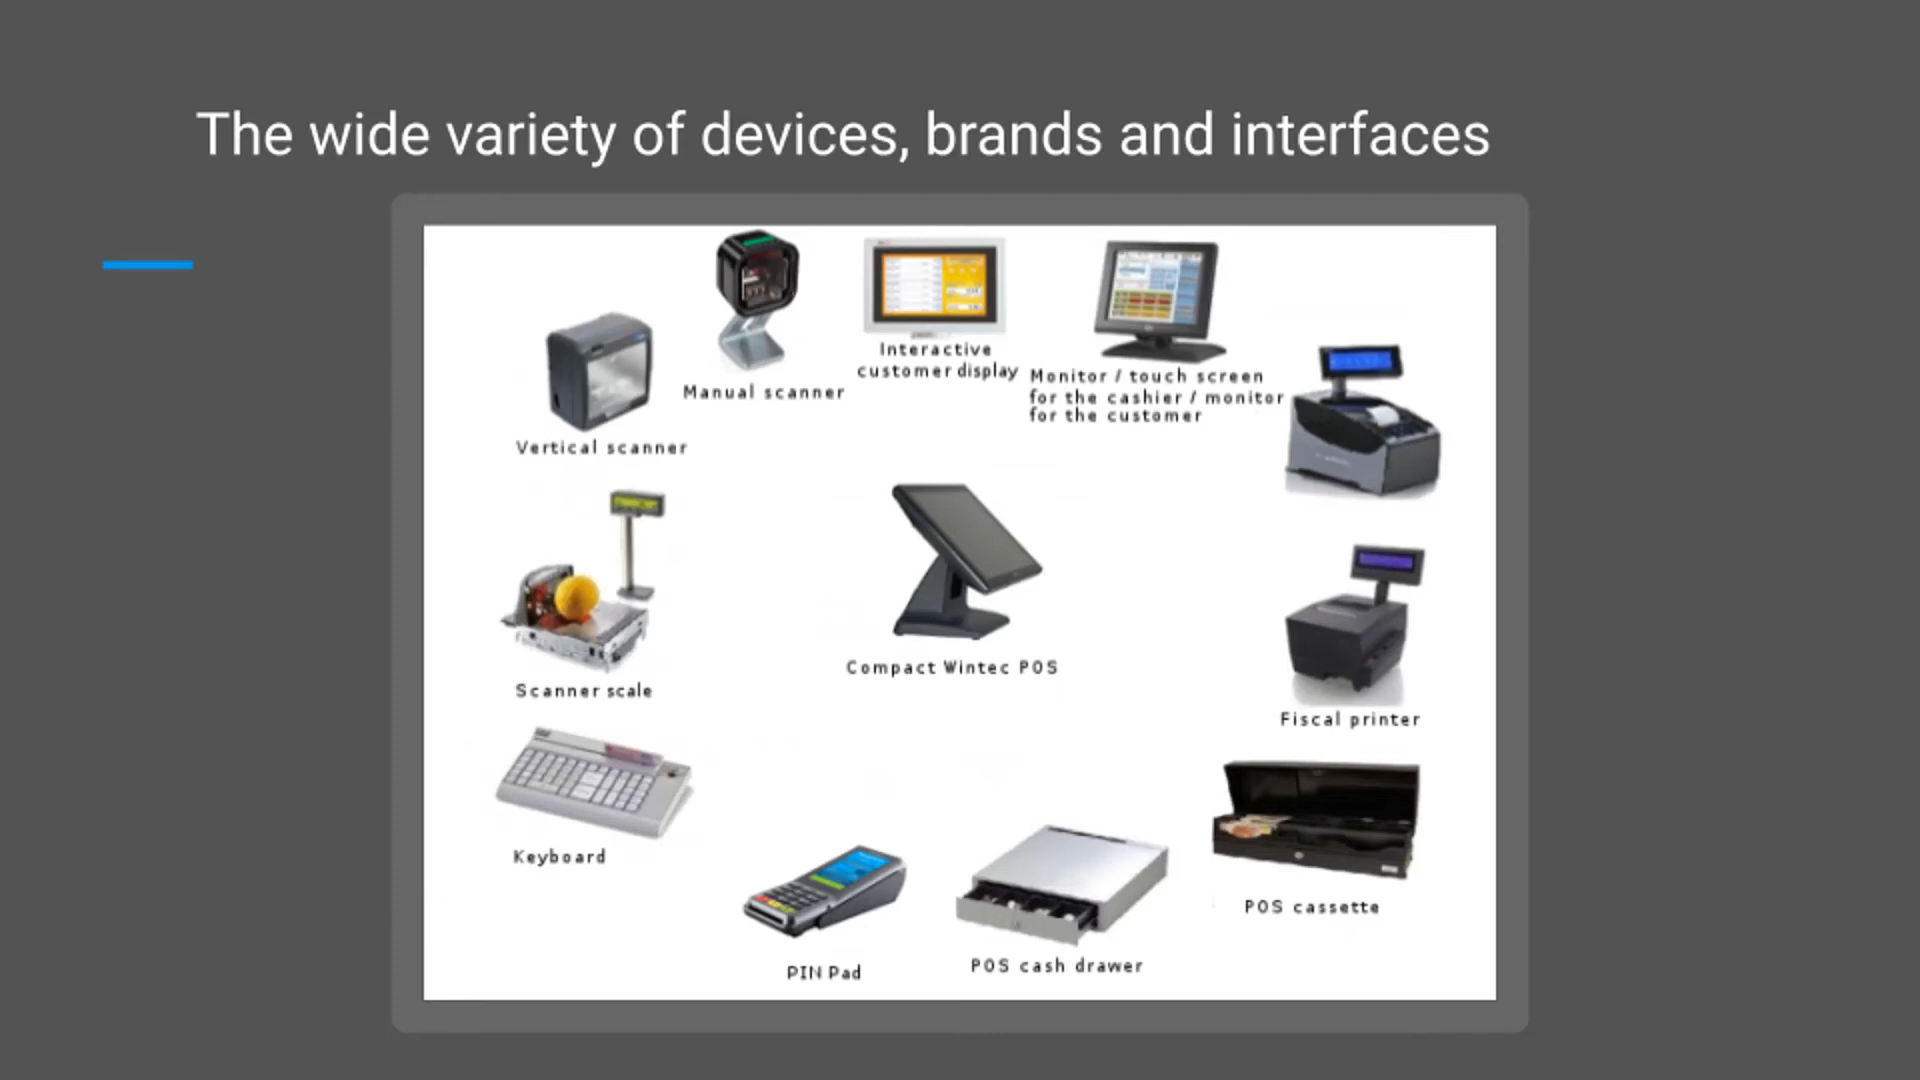 The wide variety of devices, brands and interfaces
Manual scanner
Interactive
customer display
Monitor / touch screen
for the cashier / monitor
for the customer
Vertical scanner
Scanner scale
Compact Wintec POS
Fiscal printer
Keyboard
PIN Pad
POS cash drawer
POS cassette